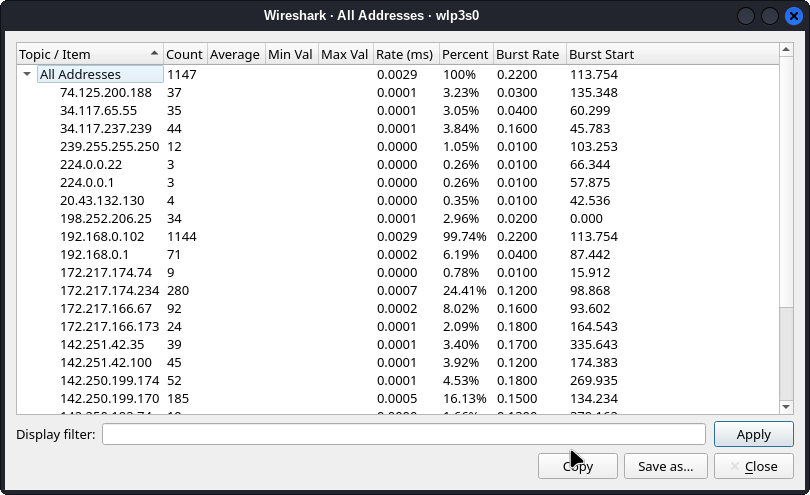 Wireshark · All Addresses · wlp3s0
Topic / Item Count Average Min Val Max Val Rate (ms) Percent Burst Rate Burst Start
All Addresses 1147 0.0029 100% 0.2200 113.754
74.125.200.188 37 0.0001 3.23% 0.0300 135.348
34.117.65.55 35 0.0001 3.05% 0.0400 60.299
34.117.237.239 44 0.0001 3.84% 0.1600 45.783
239.255.255.250 12 0.0000 1.05% 0.0100 103.253
224.0.0.22 3 0.0000 0.26% 0.0100 66.344
224.0.0.1 3 0.0000 0.26% 0.0100 57.875
20.43.132.130 4 0.0000 0.35% 0.0100 42.536
198.252.206.25 34 0.0001 2.96% 0.0200 0.000
192.168.0.102 1144 0.0029 99.74% 0.2200 113.754
192.168.0.1 71 0.0002 6.19% 0.0400 87.442
172.217.174.74 9 0.0000 0.78% 0.0100 15.912
172.217.174.234 280 0.0007 24.41% 0.1200 98.868
172.217.166.67 92 0.0002 8.02% 0.1600 93.602
172.217.166.173 24 0.0001 2.09% 0.1800 164.543
142.251.42.35 39 0.0001 3.40% 0.1700 335.643
142.251.42.100 45 0.0001 3.92% 0.1200 174.383
142.250.199.174 52 0.0001 4.53% 0.1800 269.935
142.250.199.170 185 0.0005 16.13% 0.1500 134.234
Display filter:
Apply
Copy Save as... Close